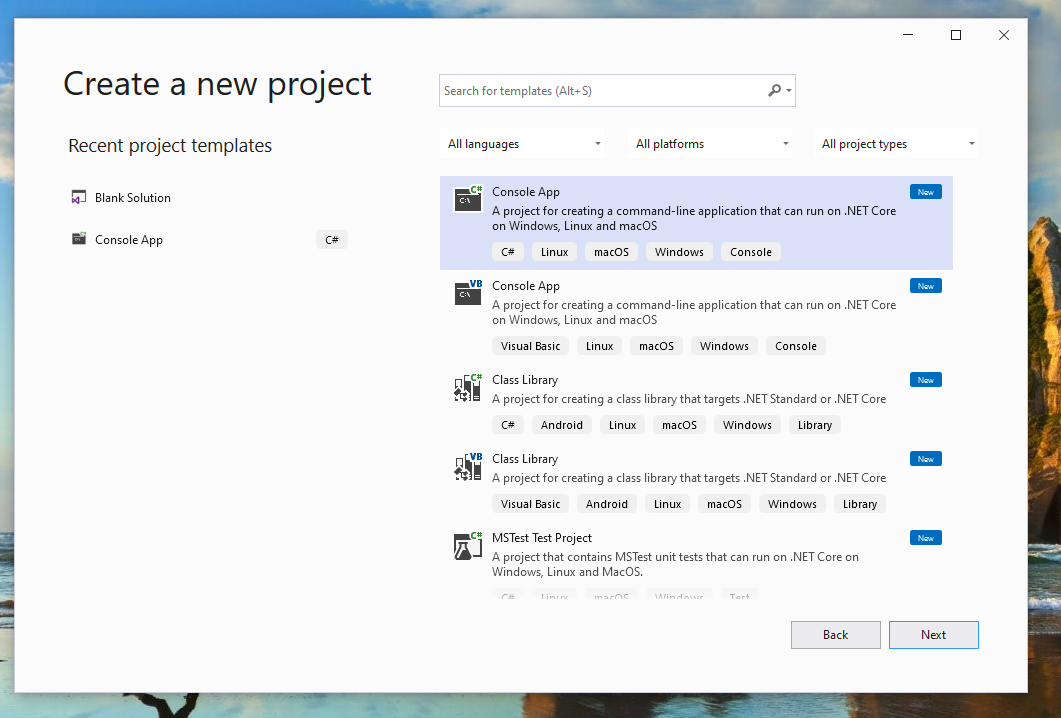 Create a new project
Search for templates (Alt+S)
Recent project templates
All languages
All platforms
All project types
Blank Solution
Console App
C#
C#
C:\
Console App
New
A project for creating a command-line application that can run on .NET Core
on Windows, Linux and macOS
C# Linux macOS Windows Console
VB
C:\
Console App
New
A project for creating a command-line application that can run on .NET Core
on Windows, Linux and macOS
Visual Basic Linux macOS Windows Console
C#
Class Library
New
A project for creating a class library that targets .NET Standard or .NET Core
C# Android Linux macOS Windows Library
VB
Class Library
New
A project for creating a class library that targets .NET Standard or .NET Core
Visual Basic Android Linux macOS Windows Library
C#
MSTest Test Project
New
A project that contains MSTest unit tests that can run on .NET Core on
Windows, Linux and MacOS.
C# Linux macOS Windows Test
Back
Next